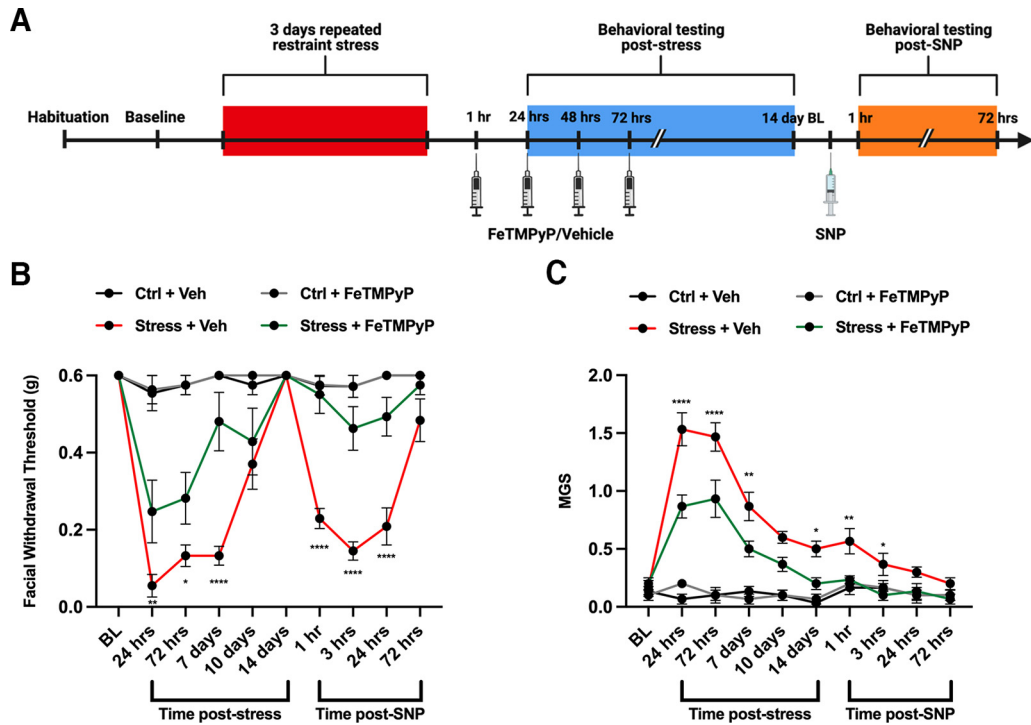 A
3 days repeated
restraint stress
Behavioral testing
post-stress
Behavioral testing
post-SNP
Habituation
Baseline
1 hr
24 hrs
48 hrs
72 hrs
14 day BL
1 hr
72 hrs
FeTMPyP/Vehicle
SNP
B
Ctrl + Veh
Ctrl + FeTMPyP
Stress + Veh
Stress + FeTMPyP
Facial Withdrawal Threshold (g)
0.6
0.4
0.2
0.0
**
*
****
****
****
****
BL
24 hrs
72 hrs
7 days
10 days
14 days
1 hr
3 hrs
24 hrs
72 hrs
Time post-stress
Time post-SNP
C
Ctrl + Veh
Ctrl + FeTMPyP
Stress + Veh
Stress + FeTMPyP
MGS
2.0
1.5
1.0
0.5
0.0
****
****
**
*
**
*
BL
24 hrs
72 hrs
7 days
10 days
14 days
1 hr
3 hrs
24 hrs
72 hrs
Time post-stress
Time post-SNP